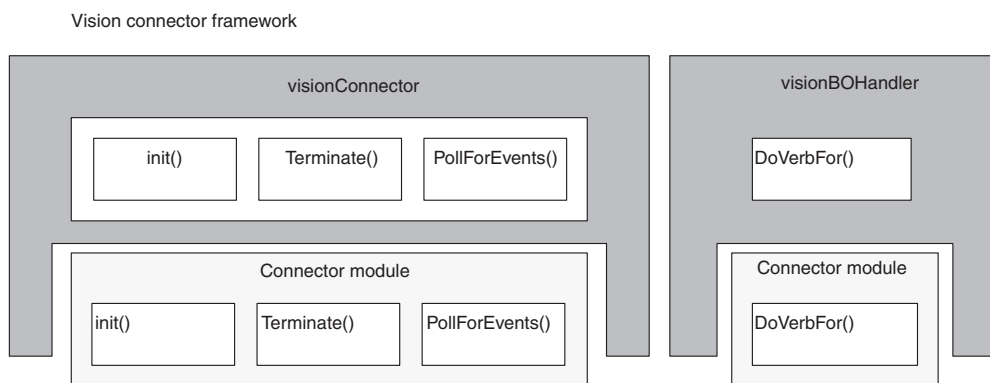 Vision connector framework
visionConnector
init()
Terminate()
PollForEvents()
Connector module
init()
Terminate()
PollForEvents()
visionBOHandler
DoVerbFor()
Connector module
DoVerbFor()